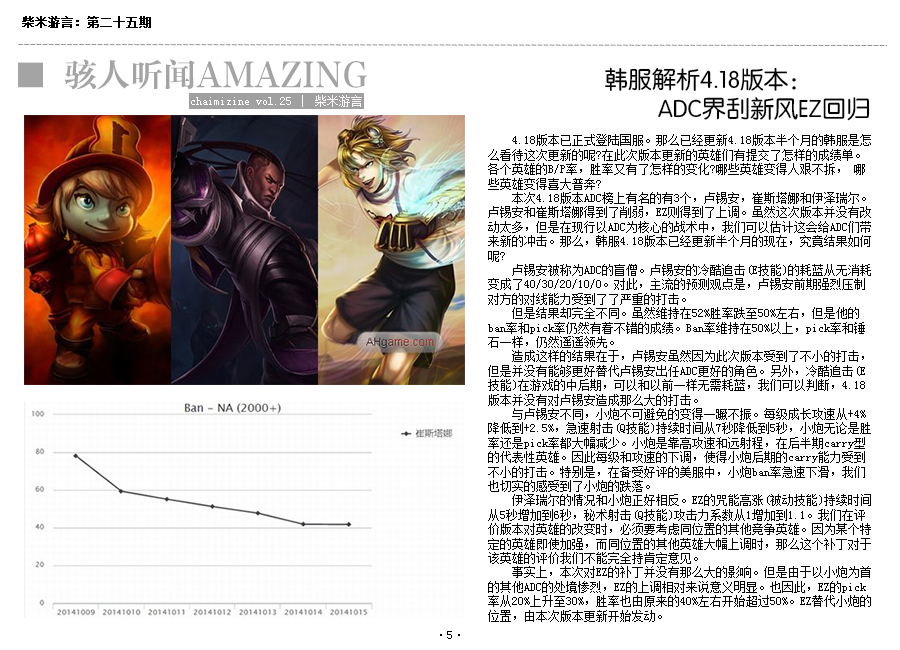 柴米游言：第二十五期
骇人听闻AMAZING
chaimizine vol.25 | 柴米游言
AHgame.com
Ban - NA (2000+)
崔斯塔娜
100
80
60
40
20
0
20141009 20141010 20141011 20141012 20141013 20141014 20141015
韩服解析4.18版本：
ADC界刮新风EZ回归
4.18版本已正式登陆国服。那么已经更新4.18版本半个月的韩服是怎
么看待这次更新的呢?在此次版本更新的英雄们有提交了怎样的成绩单。
各个英雄的B/P率，胜率又有了怎样的变化?哪些英雄变得人艰不拆， 哪
些英雄变得喜大普奔?
本次4.18版本ADC榜上有名的有3个，卢锡安，崔斯塔娜和伊泽瑞尔。
卢锡安和崔斯塔娜得到了削弱，EZ则得到了上调。虽然这次版本并没有改
动太多，但是在现行以ADC为核心的战术中，我们可以估计这会给ADC们带
来新的冲击。那么，韩服4.18版本已经更新半个月的现在，究竟结果如何
呢?
卢锡安被称为ADC的盲僧。卢锡安的冷酷追击(E技能)的耗蓝从无消耗
变成了40/30/20/10/0。对此，主流的预测观点是，卢锡安前期强烈压制
对方的对线能力受到了了严重的打击。
但是结果却完全不同。虽然维持在52%胜率跌至50%左右，但是他的
ban率和pick率仍然有着不错的成绩。Ban率维持在50%以上，pick率和锤
石一样，仍然遥遥领先。
造成这样的结果在于，卢锡安虽然因为此次版本受到了不小的打击，
但是并没有能够更好替代卢锡安出任ADC更好的角色。另外，冷酷追击(E
技能)在游戏的中后期，可以和以前一样无需耗蓝，我们可以判断，4.18
版本并没有对卢锡安造成那么大的打击。
与卢锡安不同，小炮不可避免的变得一蹶不振。每级成长攻速从+4%
降低到+2.5%，急速射击(Q技能)持续时间从7秒降低到5秒，小炮无论是胜
率还是pick率都大幅减少。小炮是靠高攻速和远射程，在后半期carry型
的代表性英雄。因此每级和攻速的下调，使得小炮后期的carry能力受到
不小的打击。特别是，在备受好评的美服中，小炮ban率急速下滑，我们
也切实的感受到了小炮的跌落。
伊泽瑞尔的情况和小炮正好相反。EZ的咒能高涨(被动技能)持续时间
从5秒增加到6秒，秘术射击(Q技能)攻击力系数从1增加到1.1。我们在评
价版本对英雄的改变时，必须要考虑同位置的其他竞争英雄。因为某个特
定的英雄即使加强，而同位置的其他英雄大幅上调时，那么这个补丁对于
该英雄的评价我们不能完全持肯定意见。
事实上，本次对EZ的补丁并没有那么大的影响。但是由于以小炮为首
的其他ADC的处境惨烈，EZ的上调相对来说意义明显。也因此，EZ的pick
率从20%上升至30%，胜率也由原来的40%左右开始超过50%。EZ替代小炮的
位置，由本次版本更新开始发动。
·5·